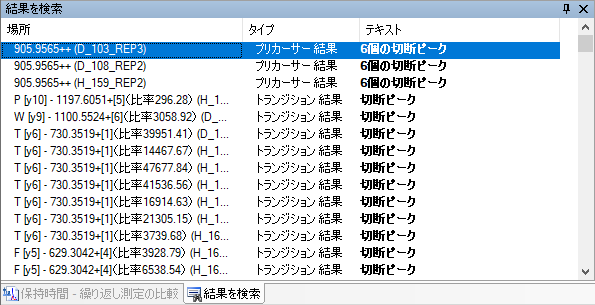 結果を検索
場所 タイプ テキスト
905.9565++ (D_103_REP3) プリカーサー 結果 6個の切断ピーク
905.9565++ (D_108_REP2) プリカーサー 結果 6個の切断ピーク
905.9565++ (H_159_REP2) プリカーサー 結果 6個の切断ピーク
P [y10] - 1197.6051+[5](比率296.28) (H_1... トランジション 結果 切断ピーク
W [y9] - 1100.5524+[6](比率3058.92) (D_... トランジション 結果 切断ピーク
T [y6] - 730.3519+[1](比率39951.41) (D_1... トランジション 結果 切断ピーク
T [y6] - 730.3519+[1](比率14467.67) (H_... トランジション 結果 切断ピーク
T [y6] - 730.3519+[1](比率47677.84) (H_... トランジション 結果 切断ピーク
T [y6] - 730.3519+[1](比率41536.56) (H_... トランジション 結果 切断ピーク
T [y6] - 730.3519+[1](比率16914.63) (H_... トランジション 結果 切断ピーク
T [y6] - 730.3519+[1](比率21305.15) (H_... トランジション 結果 切断ピーク
T [y6] - 730.3519+[1](比率3739.68) (H_16... トランジション 結果 切断ピーク
F [y5] - 629.3042+[4](比率3928.79) (H_16... トランジション 結果 切断ピーク
F [y5] - 629.3042+[4](比率6538.54) (H_16... トランジション 結果 切断ピーク
保持時間 - 繰り返し測定の比較 結果を検索